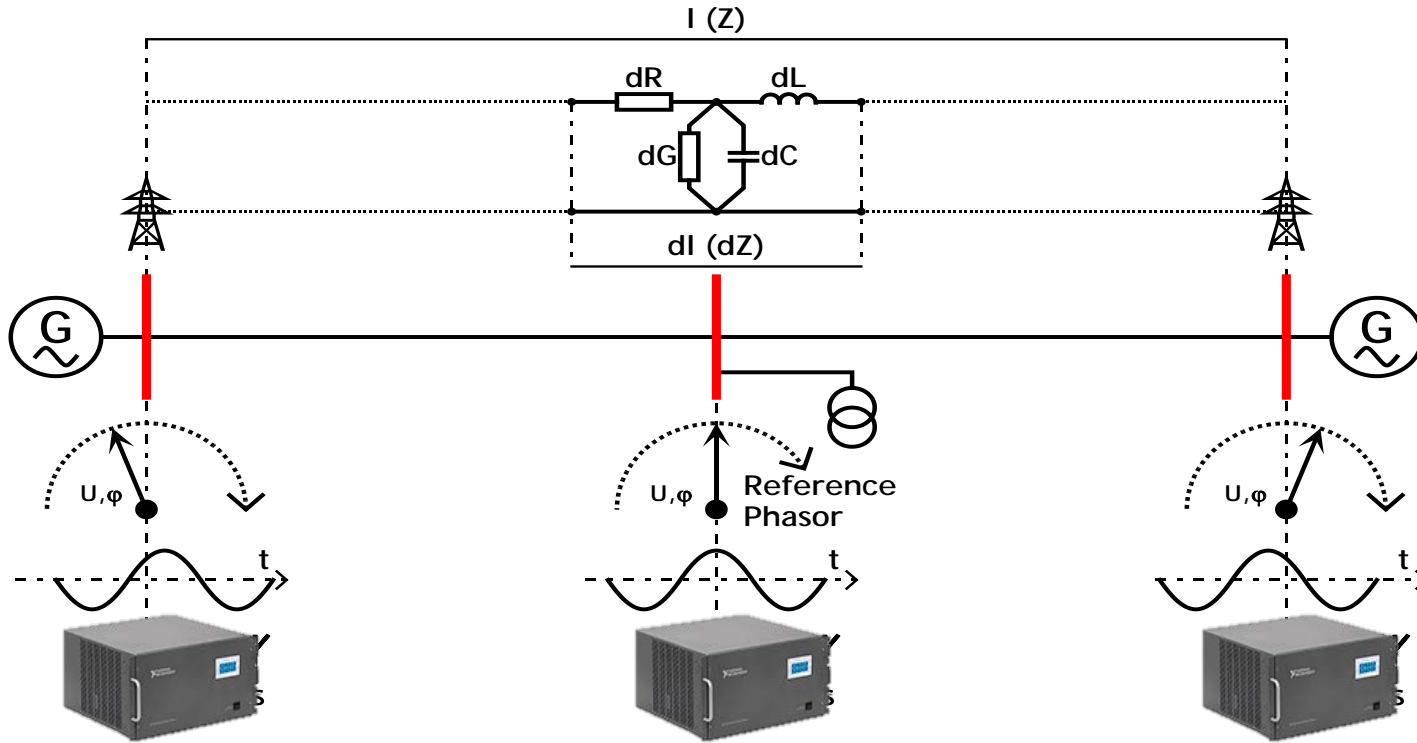 l (Z)
dR
dL
dG
dC
dl (dZ)
G
G
U,φ
U,φ
Reference
Phasor
U,φ
t
t
t
s
s
s